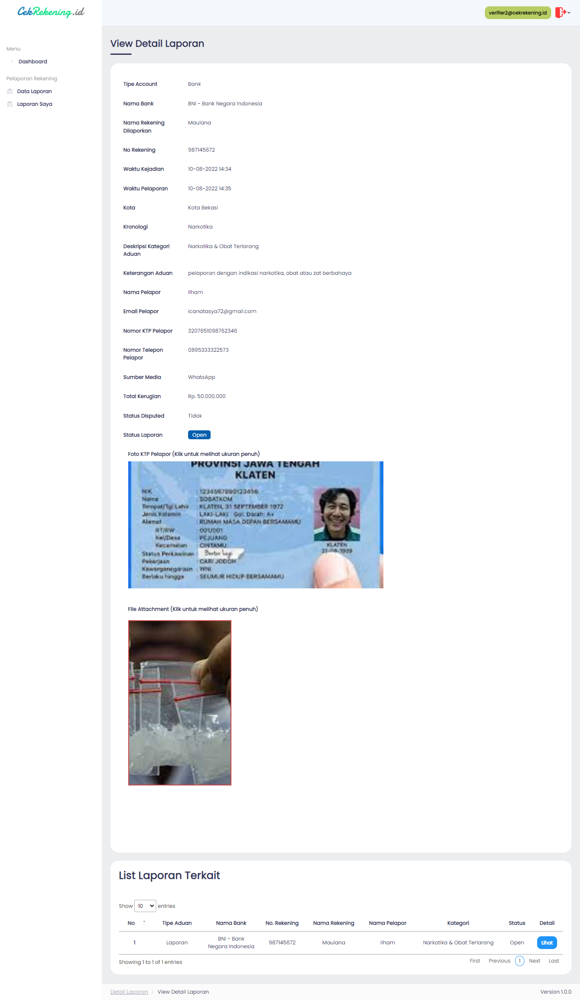 CekRekening.id
verifier2@cekrekening.id
Menu
Dashboard
Pelaporan Rekening
Data Laporan
Laporan Saya
View Detail Laporan
Tipe Account Bank
Nama Bank BNI - Bank Negara Indonesia
Nama Rekening Dilaporkan Maulana
No Rekening 987145672
Waktu Kejadian 10-08-2022 14:34
Waktu Pelaporan 10-08-2022 14:35
Kota Kota Bekasi
Kronologi Narkotika
Deskripsi Kategori Aduan Narkotika & Obat Terlarang
Keterangan Aduan pelaporan dengan indikasi narkotika, obat atau zat berbahaya
Nama Pelapor Ilham
Email Pelapor icanatasya72@gmail.com
Nomor KTP Pelapor 3207651098762346
Nomor Telepon Pelapor 0895333322573
Sumber Media WhatsApp
Total Kerugian Rp. 50.000.000
Status Disputed Tidak
Status Laporan Open
Foto KTP Pelapor (Klik untuk melihat ukuran penuh)
PROVINSI JAWA TENGAH
KLATEN
NIK : 1234567890123456
Nama : SOBATKOM
Tempat/Tgl Lahir : KLATEN, 31 SEPTEMBER 1972
Jenis Kelamin : LAKI-LAKI Gol. Darah: A+
Alamat : RUMAH MASA DEPAN BERSAMAMU
RT/RW : 001/001
Kel/Desa : PEJUANG
Kecamatan : CINTAMU
Status Perkawinan :
Pekerjaan : CARI JODOH
Kewarganegaraan : WNI
Berlaku hingga : SEUMUR HIDUP BERSAMAMU
KLATEN
File Attachment (Klik untuk melihat ukuran penuh)
List Laporan Terkait
Show 10 entries
No Tipe Aduan Nama Bank No. Rekening Nama Rekening Nama Pelapor Kategori Status Detail
1 Laporan BNI - Bank Negara Indonesia 987145672 Maulana Ilham Narkotika & Obat Terlarang Open Lihat
Showing 1 to 1 of 1 entries
First Previous 1 Next Last
Detail Laporan > View Detail Laporan
Version 1.0.0